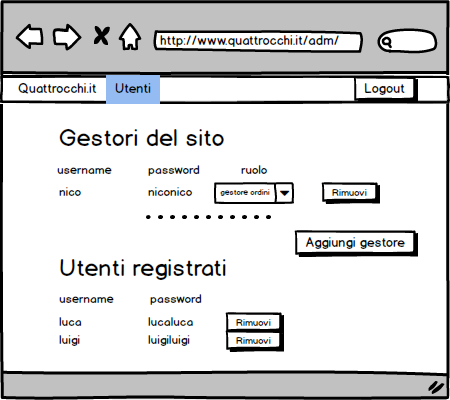 http://www.quattrocchi.it/adm/
Quattrocchi.it Utenti Logout
Gestori del sito
username password ruolo
nico niconico gestore ordini Rimuovi
Aggiungi gestore
Utenti registrati
username password
luca lucaluca Rimuovi
luigi luigiluigi Rimuovi